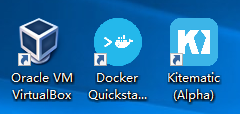 Oracle VM
VirtualBox
Docker
Quicksta...
Kitematic
(Alpha)